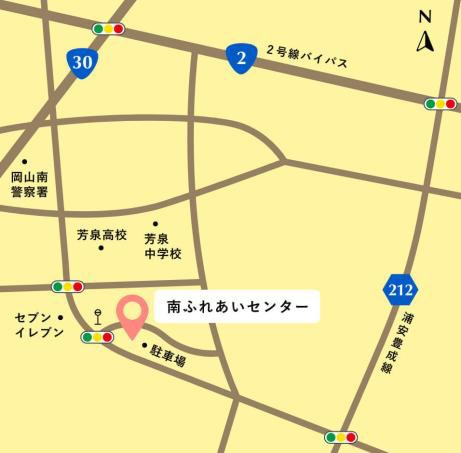 N
30
2
2号線バイパス
岡山南
警察署
芳泉高校
芳泉
中学校
212
南ふれあいセンター
セブン
イレブン
駐車場
浦安豊成線